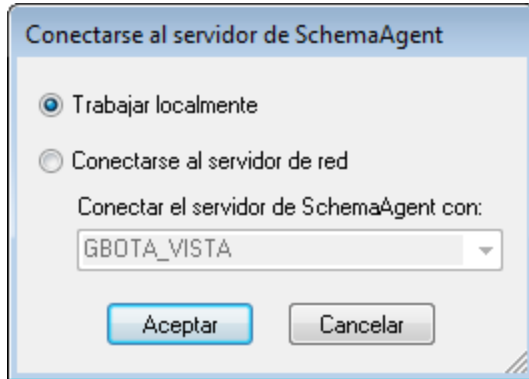 Conectarse al servidor de SchemaAgent
Trabajar localmente
Conectarse al servidor de red
Conectar el servidor de SchemaAgent con:
GBOTA_VISTA
Aceptar
Cancelar